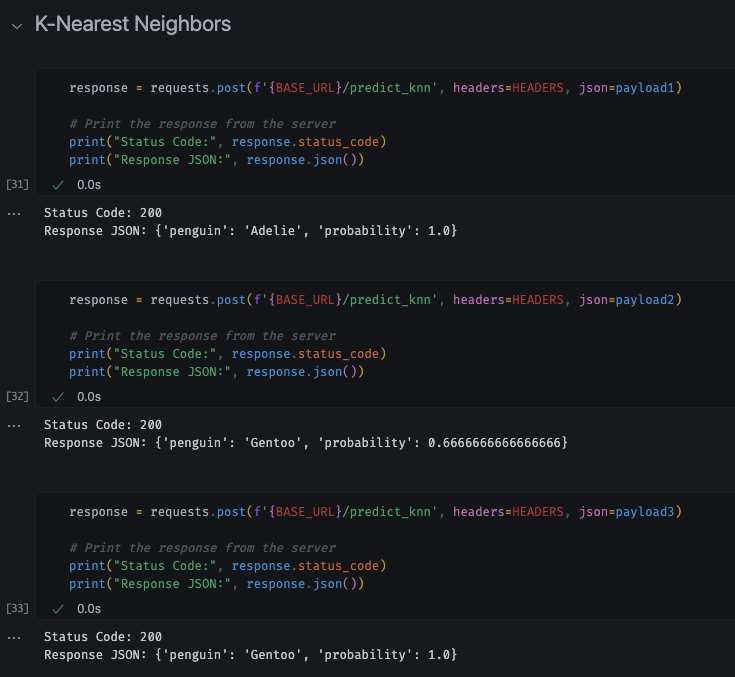 K-Nearest Neighbors
response = requests.post(f'{BASE_URL}/predict_knn', headers=HEADERS, json=payload1)
# Print the response from the server
print("Status Code:", response.status_code)
print("Response JSON:", response.json())
[31]
0.0s
...
Status Code: 200
Response JSON: {'penguin': 'Adelie', 'probability': 1.0}
response = requests.post(f'{BASE_URL}/predict_knn', headers=HEADERS, json=payload2)
# Print the response from the server
print("Status Code:", response.status_code)
print("Response JSON:", response.json())
[32]
0.0s
...
Status Code: 200
Response JSON: {'penguin': 'Gentoo', 'probability': 0.6666666666666666}
response = requests.post(f'{BASE_URL}/predict_knn', headers=HEADERS, json=payload3)
# Print the response from the server
print("Status Code:", response.status_code)
print("Response JSON:", response.json())
[33]
0.0s
...
Status Code: 200
Response JSON: {'penguin': 'Gentoo', 'probability': 1.0}